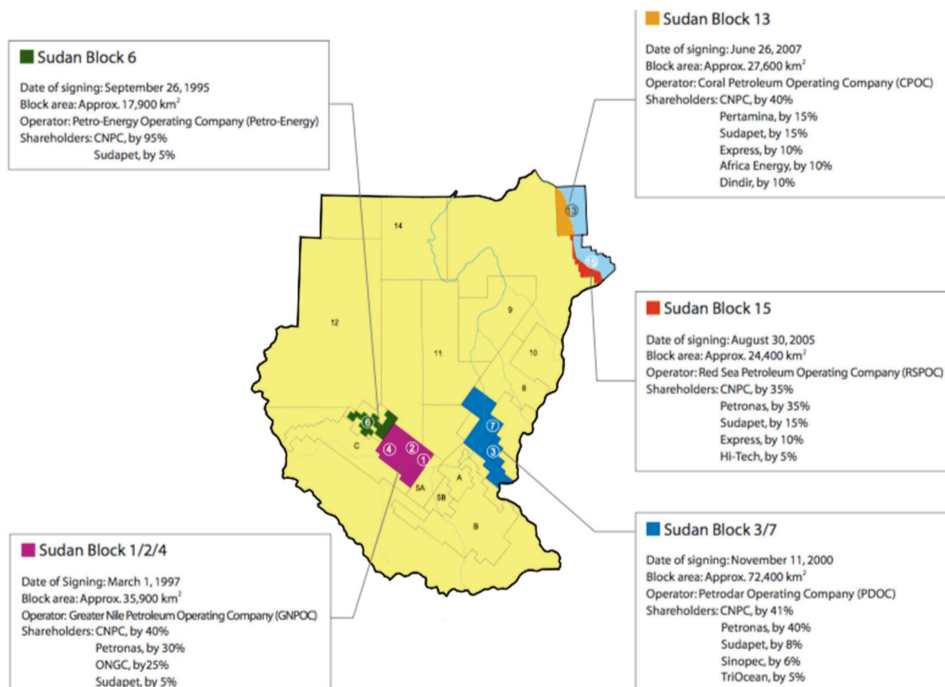 Sudan Block 6
Date of signing: September 26, 1995
Block area: Approx. 17,900 km²
Operator: Petro-Energy Operating Company (Petro-Energy)
Shareholders: CNPC, by 95%
Sudapet, by 5%
Sudan Block 13
Date of signing: June 26, 2007
Block area: Approx. 27,600 km²
Operator: Coral Petroleum Operating Company (CPOC)
Shareholders: CNPC, by 40%
Pertamina, by 15%
Sudapet, by 15%
Express, by 10%
Africa Energy, by 10%
Dindir, by 10%
13
14
15
12
9
11
10
8
6
7
C
4
2
1
3
5A
A
5B
B
Sudan Block 15
Date of signing: August 30, 2005
Block area: Approx. 24,400 km²
Operator: Red Sea Petroleum Operating Company (RSPOC)
Shareholders: CNPC, by 35%
Petronas, by 35%
Sudapet, by 15%
Express, by 10%
Hi-Tech, by 5%
Sudan Block 1/2/4
Date of Signing: March 1, 1997
Block area: Approx. 35,900 km²
Operator: Greater Nile Petroleum Operating Company (GNPOC)
Shareholders: CNPC, by 40%
Petronas, by 30%
ONGC, by25%
Sudapet, by 5%
Sudan Block 3/7
Date of signing: November 11, 2000
Block area: Approx. 72,400 km²
Operator: Petrodar Operating Company (PDOC)
Shareholders: CNPC, by 41%
Petronas, by 40%
Sudapet, by 8%
Sinopec, by 6%
TriOcean, by 5%